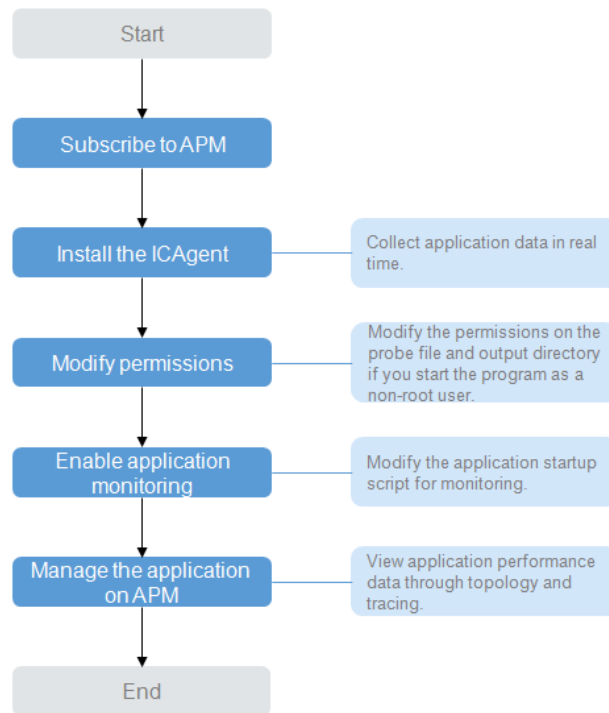 Start
Subscribe to APM
Install the ICAgent
Collect application data in real
time.
Modify permissions
Modify the permissions on the
probe file and output directory
if you start the program as a
non-root user.
Enable application
monitoring
Modify the application startup
script for monitoring.
Manage the application
on APM
View application performance
data through topology and
tracing.
End